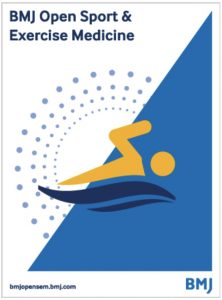 BMJ Open Sport &
Exercise Medicine
bmjopensem.bmj.com
BMJ